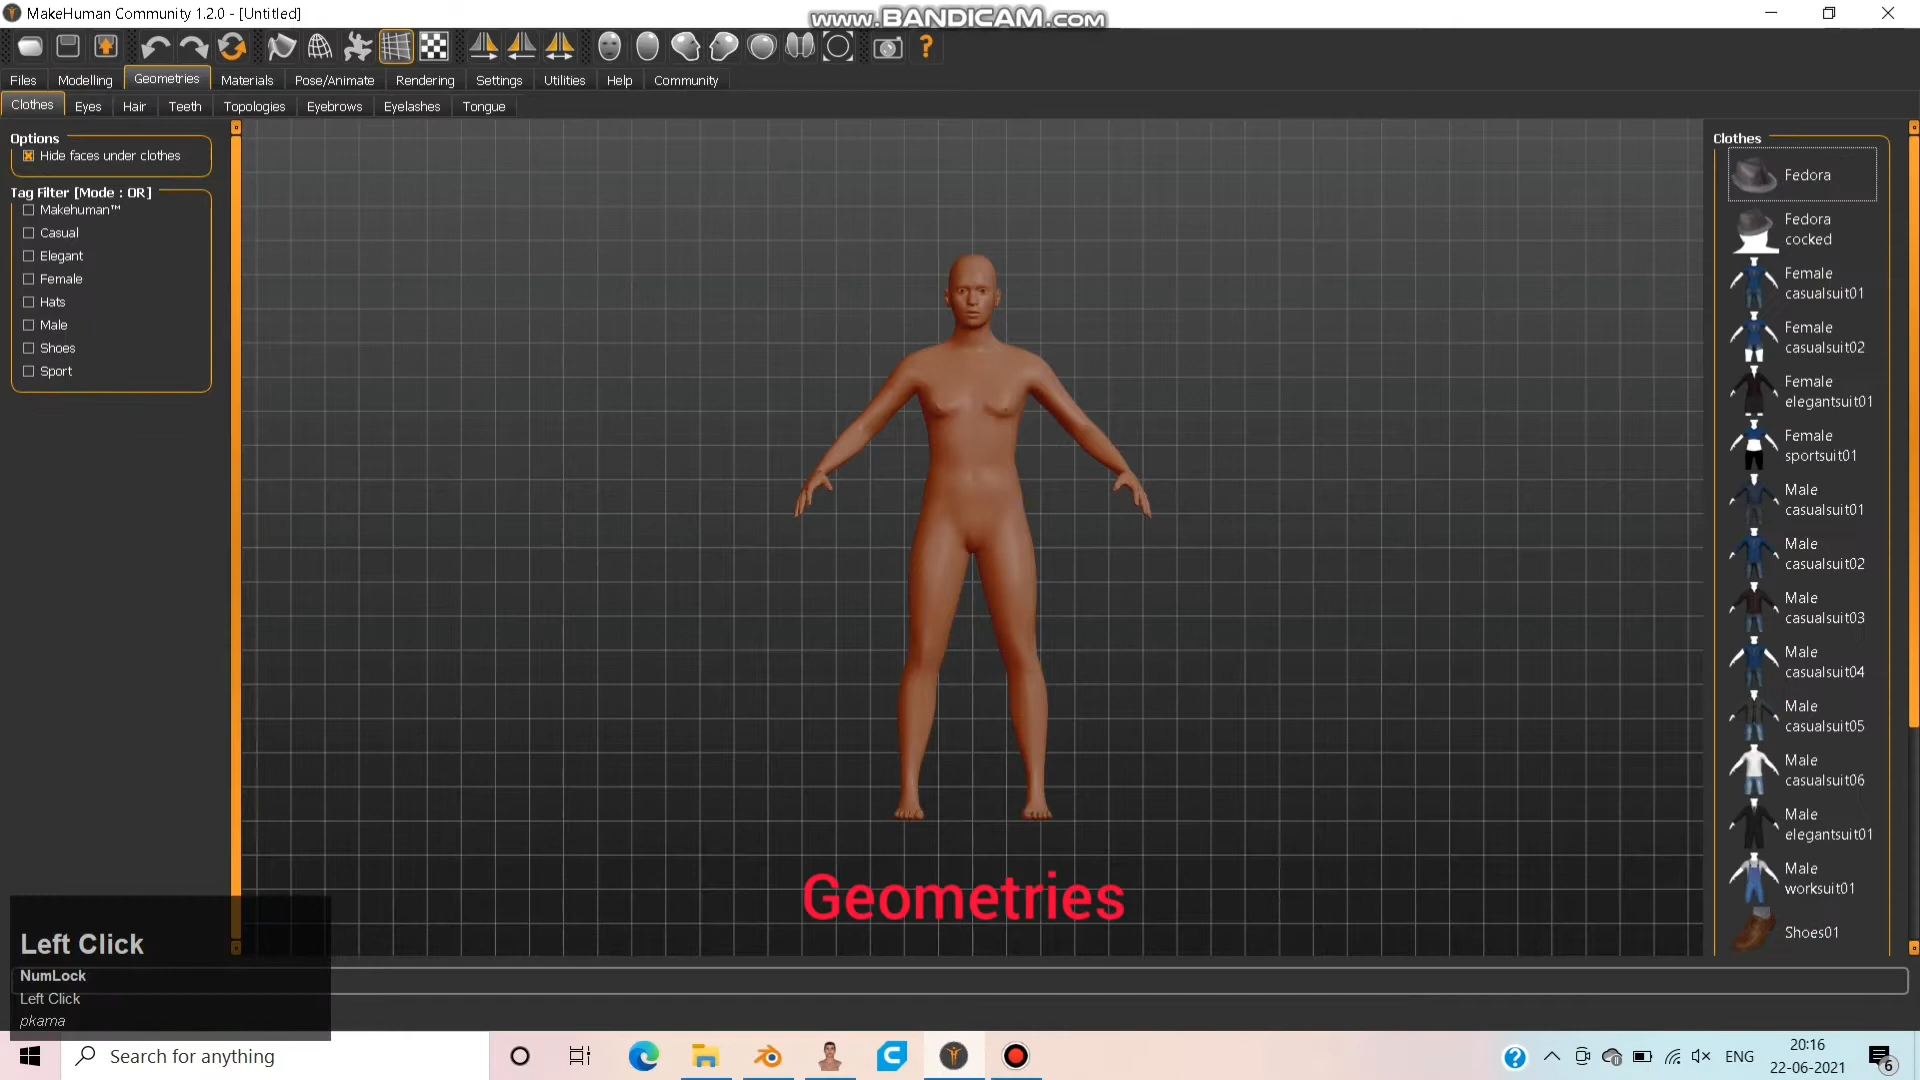 MakeHuman Community 1.2.0 - [Untitled]
www.BANDICAM.com
Files
Modelling
Geometries
Materials
Pose/Animate
Rendering
Settings
Utilities
Help
Community
Clothes
Eyes
Hair
Teeth
Topologies
Eyebrows
Eyelashes
Tongue
Options
Hide faces under clothes
Tag Filter [Mode : OR]
Makehuman™
Casual
Elegant
Female
Hats
Male
Shoes
Sport
Clothes
Fedora
Fedora
cocked
Female
casualsuit01
Female
casualsuit02
Female
elegantsuit01
Female
sportsuit01
Male
casualsuit01
Male
casualsuit02
Male
casualsuit03
Male
casualsuit04
Male
casualsuit05
Male
casualsuit06
Male
elegantsuit01
Male
worksuit01
Shoes01
Geometries
Left Click
NumLock
Left Click
pkama
Search for anything
ENG
20:16
22-06-2021
6